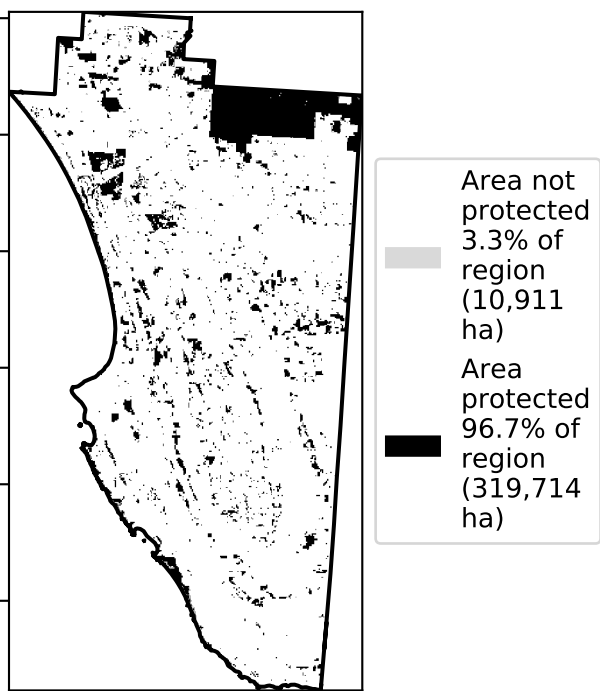 Area not
protected
3.3% of
region
(10,911
ha)
Area
protected
96.7% of
region
(319,714
ha)